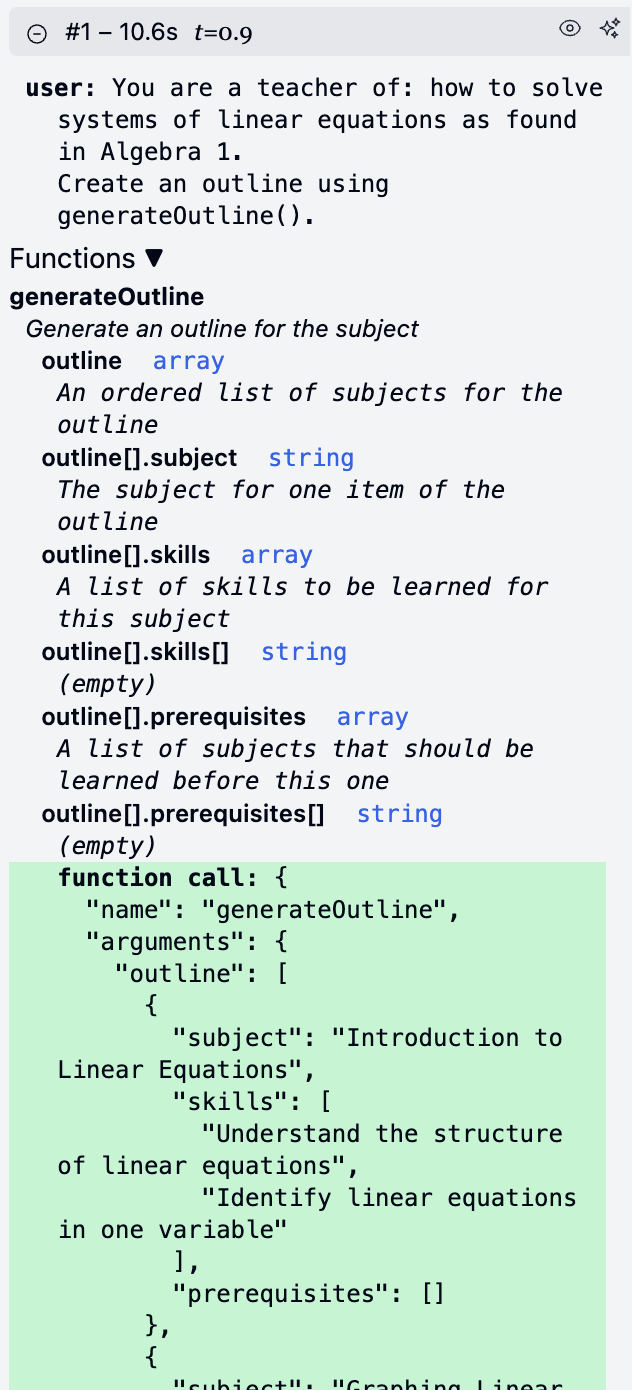 #1 – 10.6s t=0.9
user: You are a teacher of: how to solve
systems of linear equations as found
in Algebra 1.
Create an outline using
generateOutline().
Functions ▼
generateOutline
Generate an outline for the subject
outline array
An ordered list of subjects for the
outline
outline[].subject string
The subject for one item of the
outline
outline[].skills array
A list of skills to be learned for
this subject
outline[].skills[] string
(empty)
outline[].prerequisites array
A list of subjects that should be
learned before this one
outline[].prerequisites[] string
(empty)
function call: {
"name": "generateOutline",
"arguments": {
"outline": [
{
"subject": "Introduction to
Linear Equations",
"skills": [
"Understand the structure
of linear equations",
"Identify linear equations
in one variable"
],
"prerequisites": []
},
{
"subject": "Graphing Linear